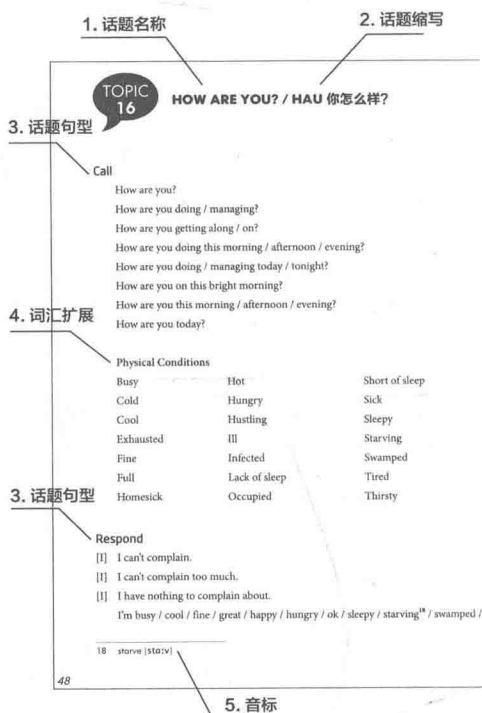 1. 话题名称
2. 话题缩写
TOPIC
16
HOW ARE YOU? / HAU 你怎么样?
3. 话题句型
Call
How are you?
How are you doing / managing?
How are you getting along / on?
How are you doing this morning / afternoon / evening?
How are you doing / managing today / tonight?
How are you on this bright morning?
How are you this morning / afternoon / evening?
How are you today?
4. 词汇扩展
Physical Conditions
Busy Hot Short of sleep
Cold Hungry Sick
Cool Hustling Sleepy
Exhausted Ill Starving
Fine Infected Swamped
Full Lack of sleep Tired
Homesick Occupied Thirsty
3. 话题句型
Respond
[I] I can't complain.
[I] I can't complain too much.
[I] I have nothing to complain about.
I'm busy / cool / fine / great / happy / hungry / ok / sleepy / starving18 / swamped /
18 starve [stɑːv]
48
5. 音标